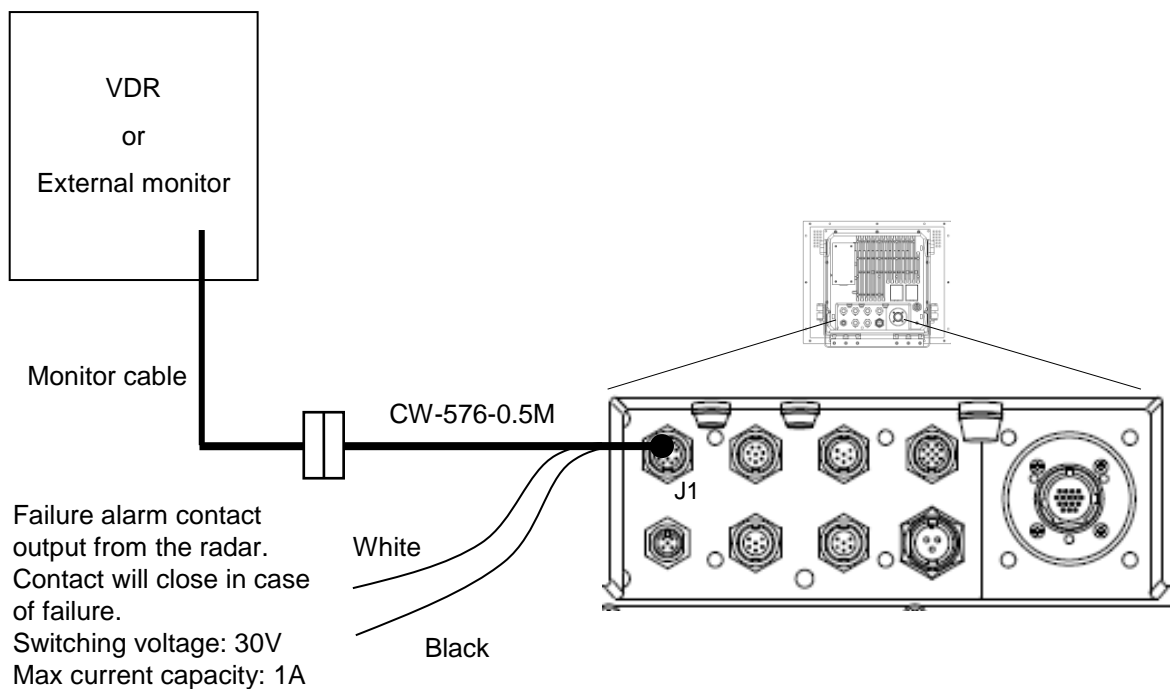 VDR
or
External monitor
Monitor cable
CW-576-0.5M
J1
Failure alarm contact
output from the radar.
Contact will close in case
of failure.
Switching voltage: 30V
Max current capacity: 1A
White
Black